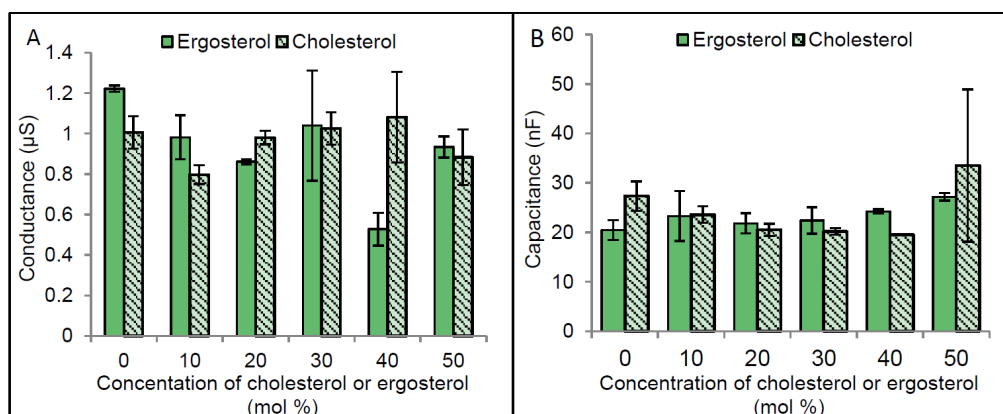 A
Ergosterol Cholesterol
Conductance (µS)
1.4
1.2
1
0.8
0.6
0.4
0.2
0
0 10 20 30 40 50
Concentation of cholesterol or ergosterol
(mol %)
B
Ergosterol Cholesterol
Capacitance (nF)
60
50
40
30
20
10
0
0 10 20 30 40 50
Concentration of cholesterol or ergosterol
(mol %)